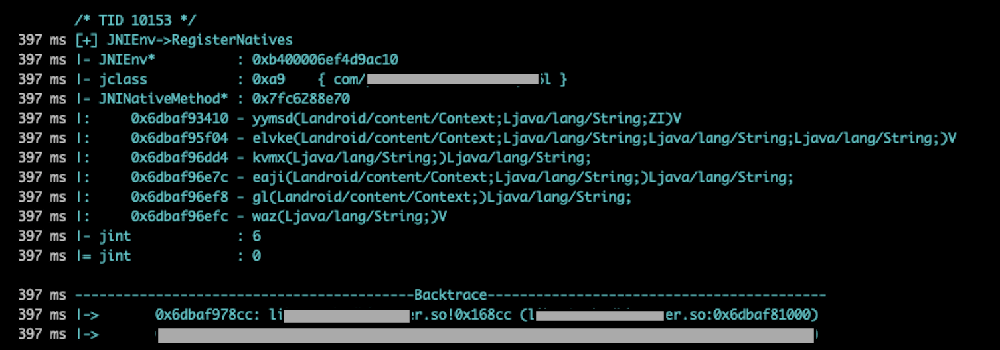 /* TID 10153 */
397 ms [+] JNIEnv->RegisterNatives
397 ms |- JNIEnv*          : 0xb400006ef4d9ac10
397 ms |- jclass           : 0xa9    { com/ l }
397 ms |- JNINativeMethod* : 0x7fc6288e70
397 ms |:     0x6dbaf93410 - yymsd(Landroid/content/Context;Ljava/lang/String;ZI)V
397 ms |:     0x6dbaf95f04 - elvke(Landroid/content/Context;Ljava/lang/String;Ljava/lang/String;Ljava/lang/String;)V
397 ms |:     0x6dbaf96dd4 - kvmx(Ljava/lang/String;)Ljava/lang/String;
397 ms |:     0x6dbaf96e7c - eaji(Landroid/content/Context;Ljava/lang/String;)Ljava/lang/String;
397 ms |:     0x6dbaf96ef8 - gl(Landroid/content/Context;)Ljava/lang/String;
397 ms |:     0x6dbaf96efc - waz(Ljava/lang/String;)V
397 ms |- jint             : 6
397 ms |= jint             : 0
397 ms ------------------------------------------Backtrace------------------------------------------
397 ms |->       0x6dbaf978cc: li r.so!0x168cc (l er.so:0x6dbaf81000)
397 ms |->